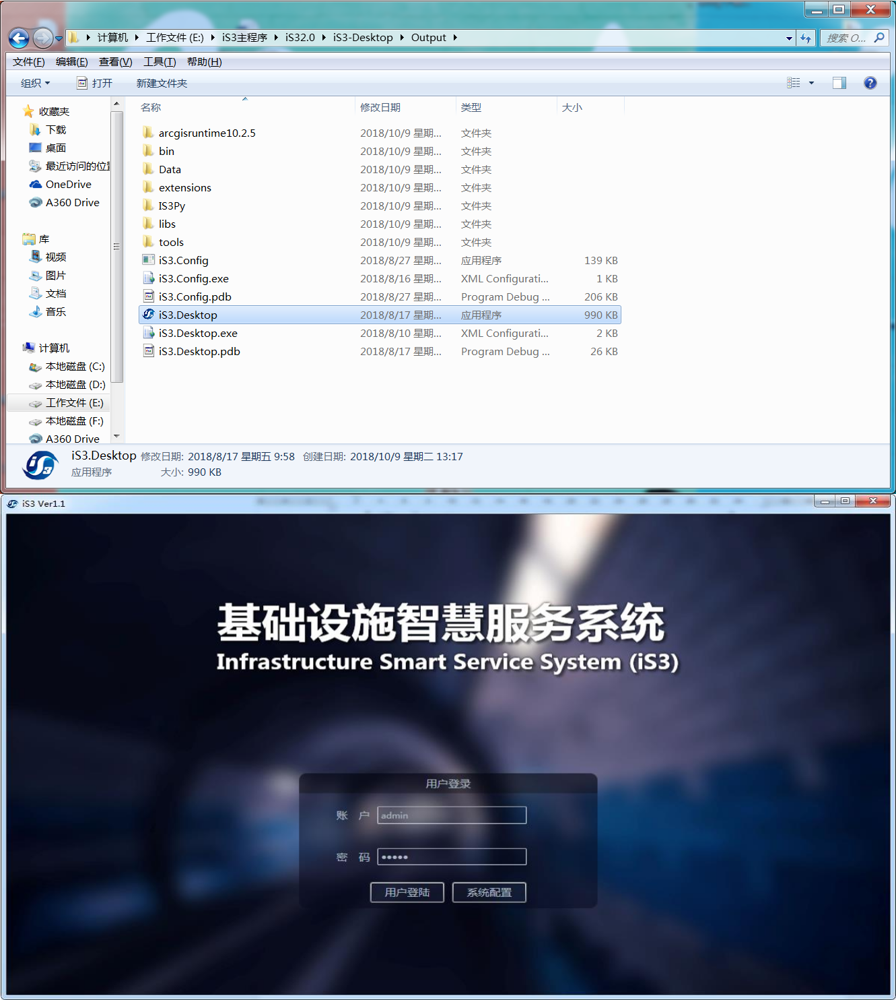 计算机 工作文件 (E:) iS3主程序 iS32.0 iS3-Desktop Output 搜索 O...
文件(F) 编辑(E) 查看(V) 工具(T) 帮助(H)
组织 打开 新建文件夹
收藏夹
下载
桌面
最近访问的位置
OneDrive
A360 Drive
库
视频
图片
文档
音乐
计算机
本地磁盘 (C:)
本地磁盘 (D:)
工作文件 (E:)
本地磁盘 (F:)
A360 Drive
名称 修改日期 类型 大小
arcgisruntime10.2.5 2018/10/9 星期... 文件夹
bin 2018/10/9 星期... 文件夹
Data 2018/10/9 星期... 文件夹
extensions 2018/10/9 星期... 文件夹
IS3Py 2018/10/9 星期... 文件夹
libs 2018/10/9 星期... 文件夹
tools 2018/10/9 星期... 文件夹
iS3.Config 2018/8/27 星期... 应用程序 139 KB
iS3.Config.exe 2018/8/16 星期... XML Configurati... 1 KB
iS3.Config.pdb 2018/8/27 星期... Program Debug ... 206 KB
iS3.Desktop 2018/8/17 星期... 应用程序 990 KB
iS3.Desktop.exe 2018/8/10 星期... XML Configurati... 2 KB
iS3.Desktop.pdb 2018/8/17 星期... Program Debug ... 26 KB
iS3.Desktop 修改日期: 2018/8/17 星期五 9:58 创建日期: 2018/10/9 星期二 13:17
应用程序 大小: 990 KB
iS3 Ver1.1
基础设施智慧服务系统
Infrastructure Smart Service System (iS3)
用户登录
账 户 admin
密 码 •••••
用户登陆 系统配置